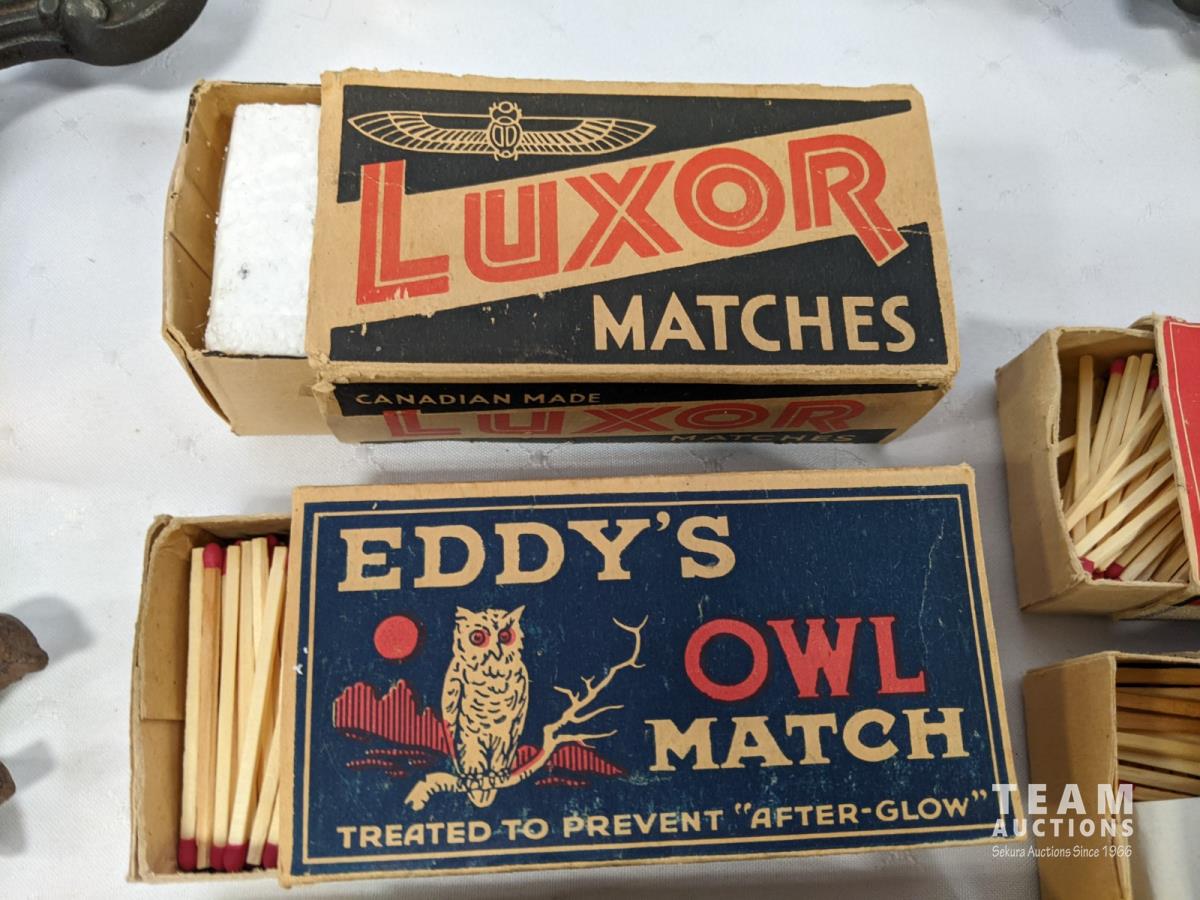 LUXOR
MATCHES
CANADIAN MADE
LUXOR
MATCHES
EDDY'S
OWL
MATCH
TREATED TO PREVENT "AFTER-GLOW"
TEAM
AUCTIONS
Sekura Auctions Since 1966